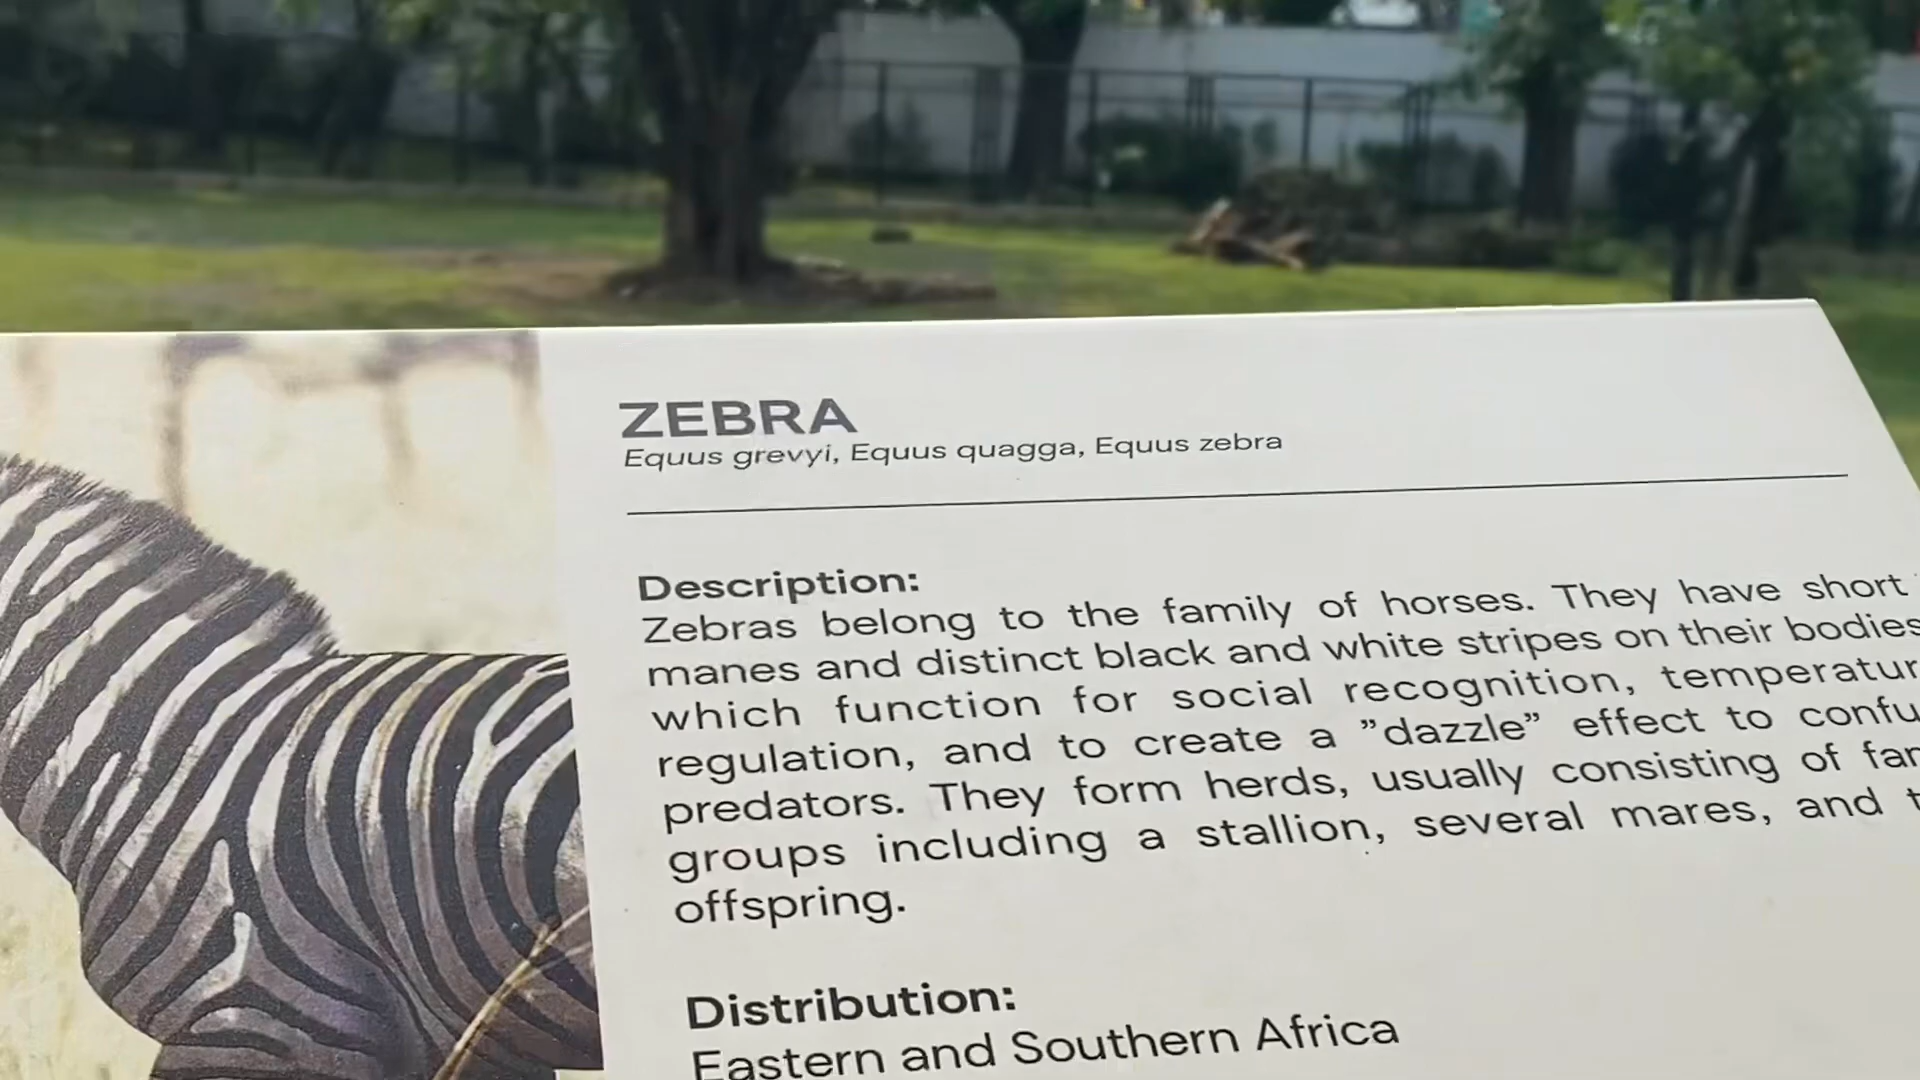 ZEBRA
Equus grevyi, Equus quagga, Equus zebra
Description:
Zebras belong to the family of horses. They have short
manes and distinct black and white stripes on their bodies
which function for social recognition,
regulation, and to create a ”dazzle” effect to
predators. They form herds, usually consisting of
groups including a stallion, several mares, and
offspring.
Distribution:
Eastern and Southern Africa